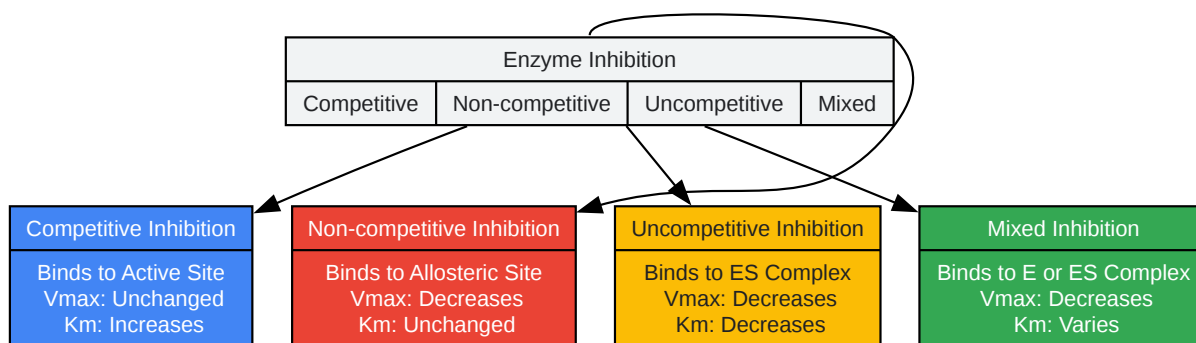 Enzyme Inhibition
Competitive
Non-competitive
Uncompetitive
Mixed
Competitive Inhibition
Binds to Active Site
Vmax: Unchanged
Km: Increases
Non-competitive Inhibition
Binds to Allosteric Site
Vmax: Decreases
Km: Unchanged
Uncompetitive Inhibition
Binds to ES Complex
Vmax: Decreases
Km: Decreases
Mixed Inhibition
Binds to E or ES Complex
Vmax: Decreases
Km: Varies